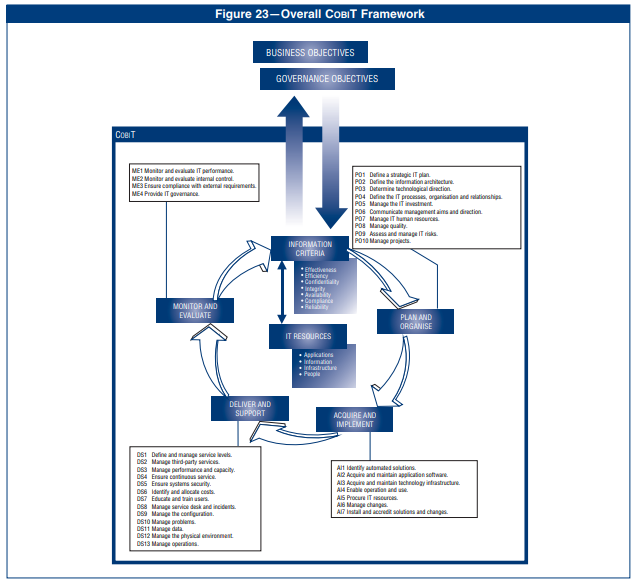 Figure 23—Overall COBIT Framework
BUSINESS OBJECTIVES
GOVERNANCE OBJECTIVES
COBIT
ME1 Monitor and evaluate IT performance.
ME2 Monitor and evaluate internal control.
ME3 Ensure compliance with external requirements.
ME4 Provide IT governance.
PO1 Define a strategic IT plan.
PO2 Define the information architecture.
PO3 Determine technological direction.
PO4 Define the IT processes, organisation and relationships.
PO5 Manage the IT investment.
PO6 Communicate management aims and direction.
PO7 Manage IT human resources.
PO8 Manage quality.
PO9 Assess and manage IT risks.
PO10 Manage projects.
INFORMATION
CRITERIA
• Effectiveness
• Efficiency
• Confidentiality
• Integrity
• Availability
• Compliance
• Reliability
MONITOR AND
EVALUATE
PLAN AND
ORGANISE
IT RESOURCES
• Applications
• Information
• Infrastructure
• People
DELIVER AND
SUPPORT
ACQUIRE AND
IMPLEMENT
DS1 Define and manage service levels.
DS2 Manage third-party services.
DS3 Manage performance and capacity.
DS4 Ensure continuous service.
DS5 Ensure systems security.
DS6 Identify and allocate costs.
DS7 Educate and train users.
DS8 Manage service desk and incidents.
DS9 Manage the configuration.
DS10 Manage problems.
DS11 Manage data.
DS12 Manage the physical environment.
DS13 Manage operations.
AI1 Identify automated solutions.
AI2 Acquire and maintain application software.
AI3 Acquire and maintain technology infrastructure.
AI4 Enable operation and use.
AI5 Procure IT resources.
AI6 Manage changes.
AI7 Install and accredit solutions and changes.